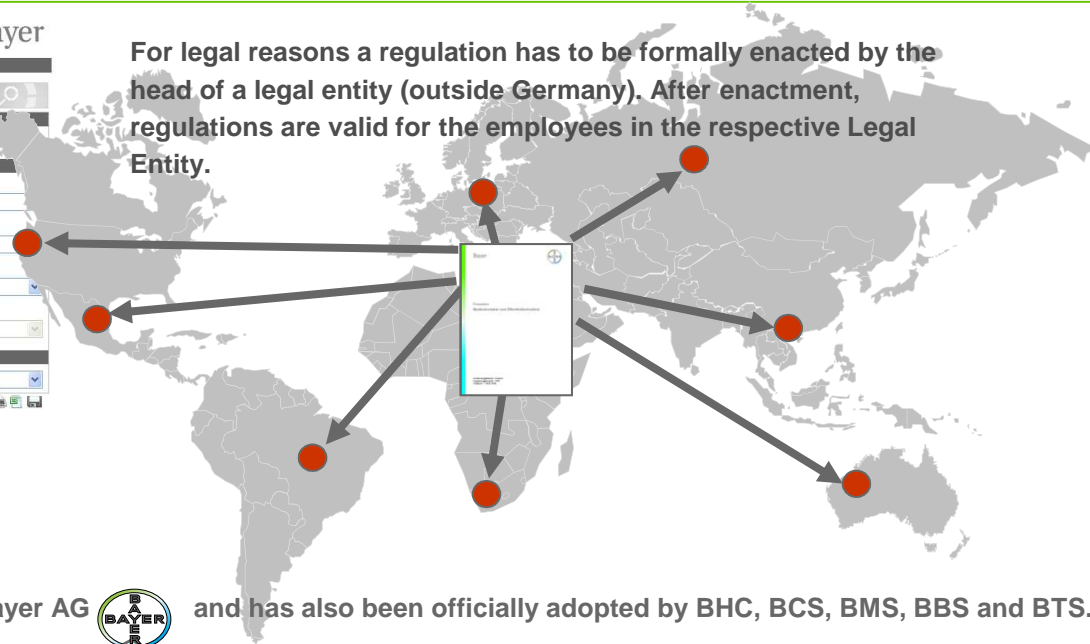 ayer
For legal reasons a regulation has to be formally enacted by the
head of a legal entity (outside Germany). After enactment,
regulations are valid for the employees in the respective Legal
Entity.
Bayer
ayer AG BAYER BAYER and has also been officially adopted by BHC, BCS, BMS, BBS and BTS.